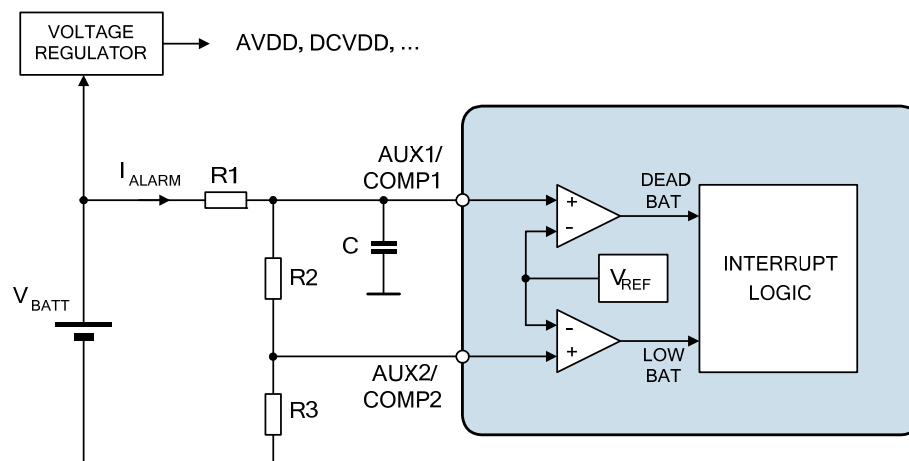 VOLTAGE
REGULATOR
AVDD, DCVDD, ...
I ALARM
R1
AUX1/
COMP1
DEAD
BAT
+
-
C
R2
V REF
INTERRUPT
LOGIC
V BATT
-
+
LOW
BAT
AUX2/
COMP2
R3